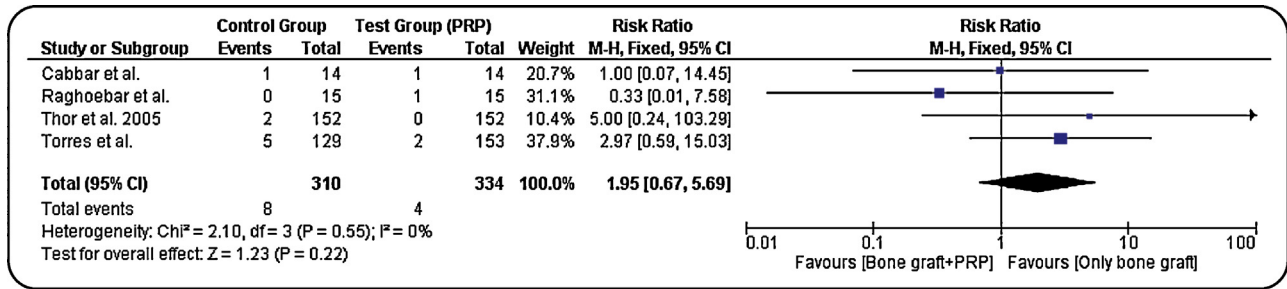 Control Group Test Group (PRP) Risk Ratio Risk Ratio
Study or Subgroup Events Total Events Total Weight M-H, Fixed, 95% CI M-H, Fixed, 95% CI
Cabbar et al. 1 14 1 14 20.7% 1.00 [0.07, 14.45]
Raghoebar et al. 0 15 1 15 31.1% 0.33 [0.01, 7.58]
Thor et al. 2005 2 152 0 152 10.4% 5.00 [0.24, 103.29]
Torres et al. 5 129 2 153 37.9% 2.97 [0.59, 15.03]
Total (95% CI) 310 334 100.0% 1.95 [0.67, 5.69]
Total events 8 4
Heterogeneity: Chi² = 2.10, df = 3 (P = 0.55); I² = 0%
Test for overall effect: Z = 1.23 (P = 0.22)
0.01 0.1 1 10 100
Favours [Bone graft+PRP] Favours [Only bone graft]